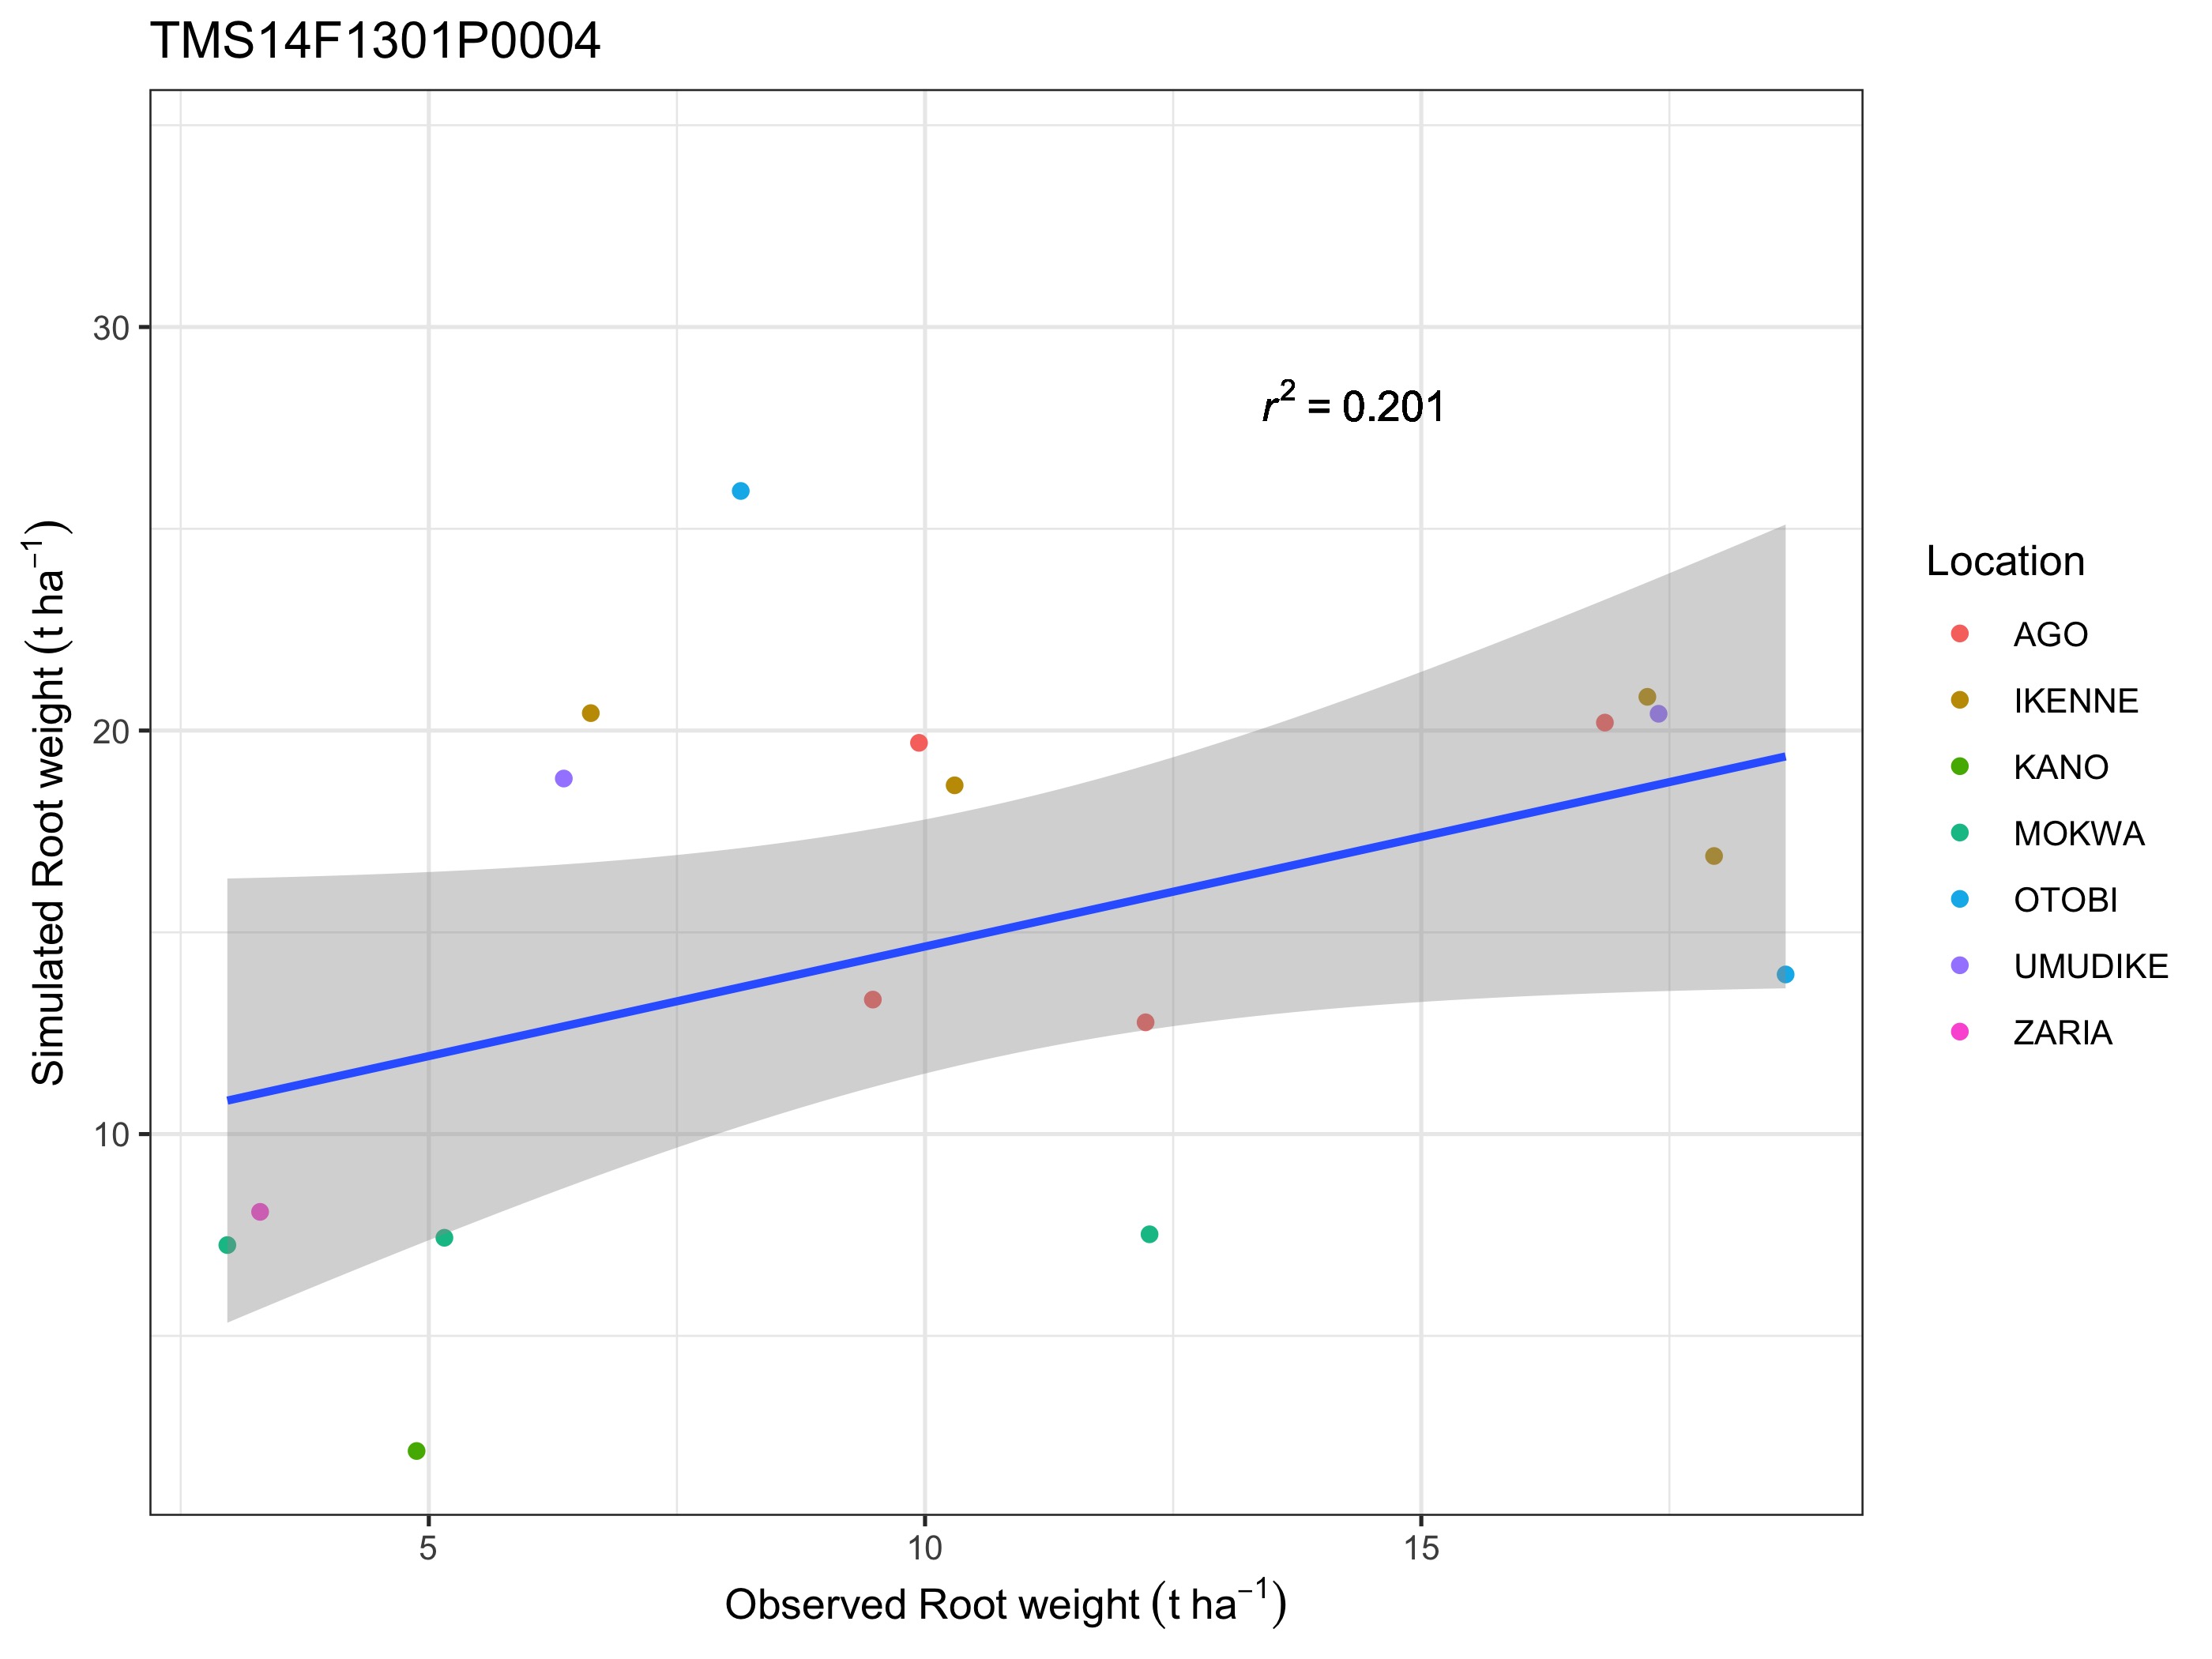 TMS14F1301P0004
r² = 0.201
30
20
10
Simulated Root weight (t ha⁻¹)
5 10 15
Observed Root weight (t ha⁻¹)
Location
AGO
IKENNE
KANO
MOKWA
OTOBI
UMUDIKE
ZARIA